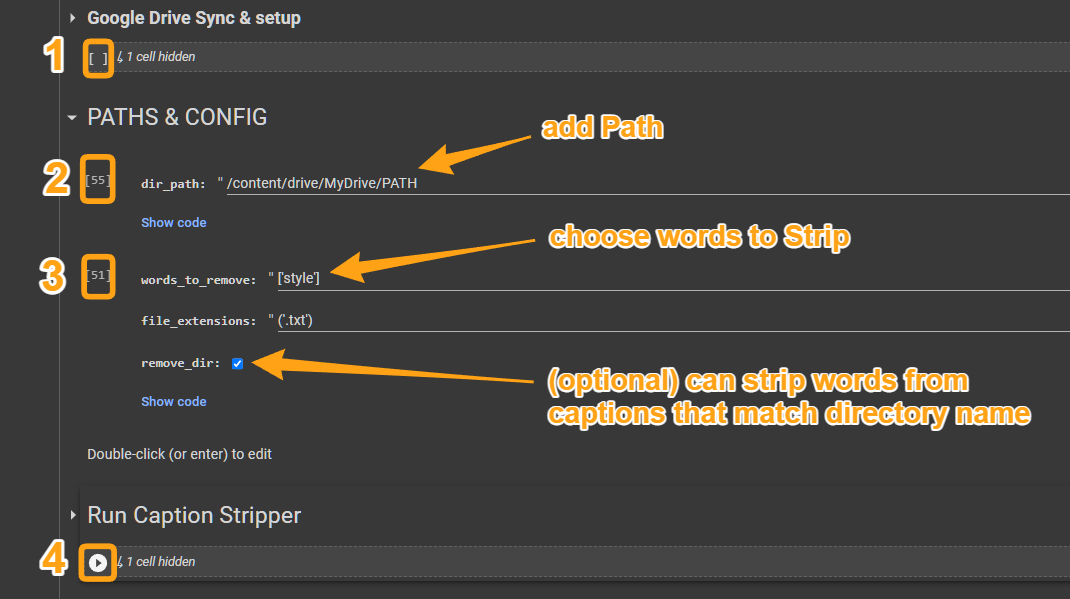 Google Drive Sync & setup
1 [ ] 1 cell hidden
PATHS & CONFIG
add Path
2 [55] dir_path: " /content/drive/MyDrive/PATH
Show code
choose words to Strip
3 [51] words_to_remove: " ['style']
file_extensions: " ('.txt')
remove_dir:
(optional) can strip words from
captions that match directory name
Show code
Double-click (or enter) to edit
Run Caption Stripper
4 1 cell hidden